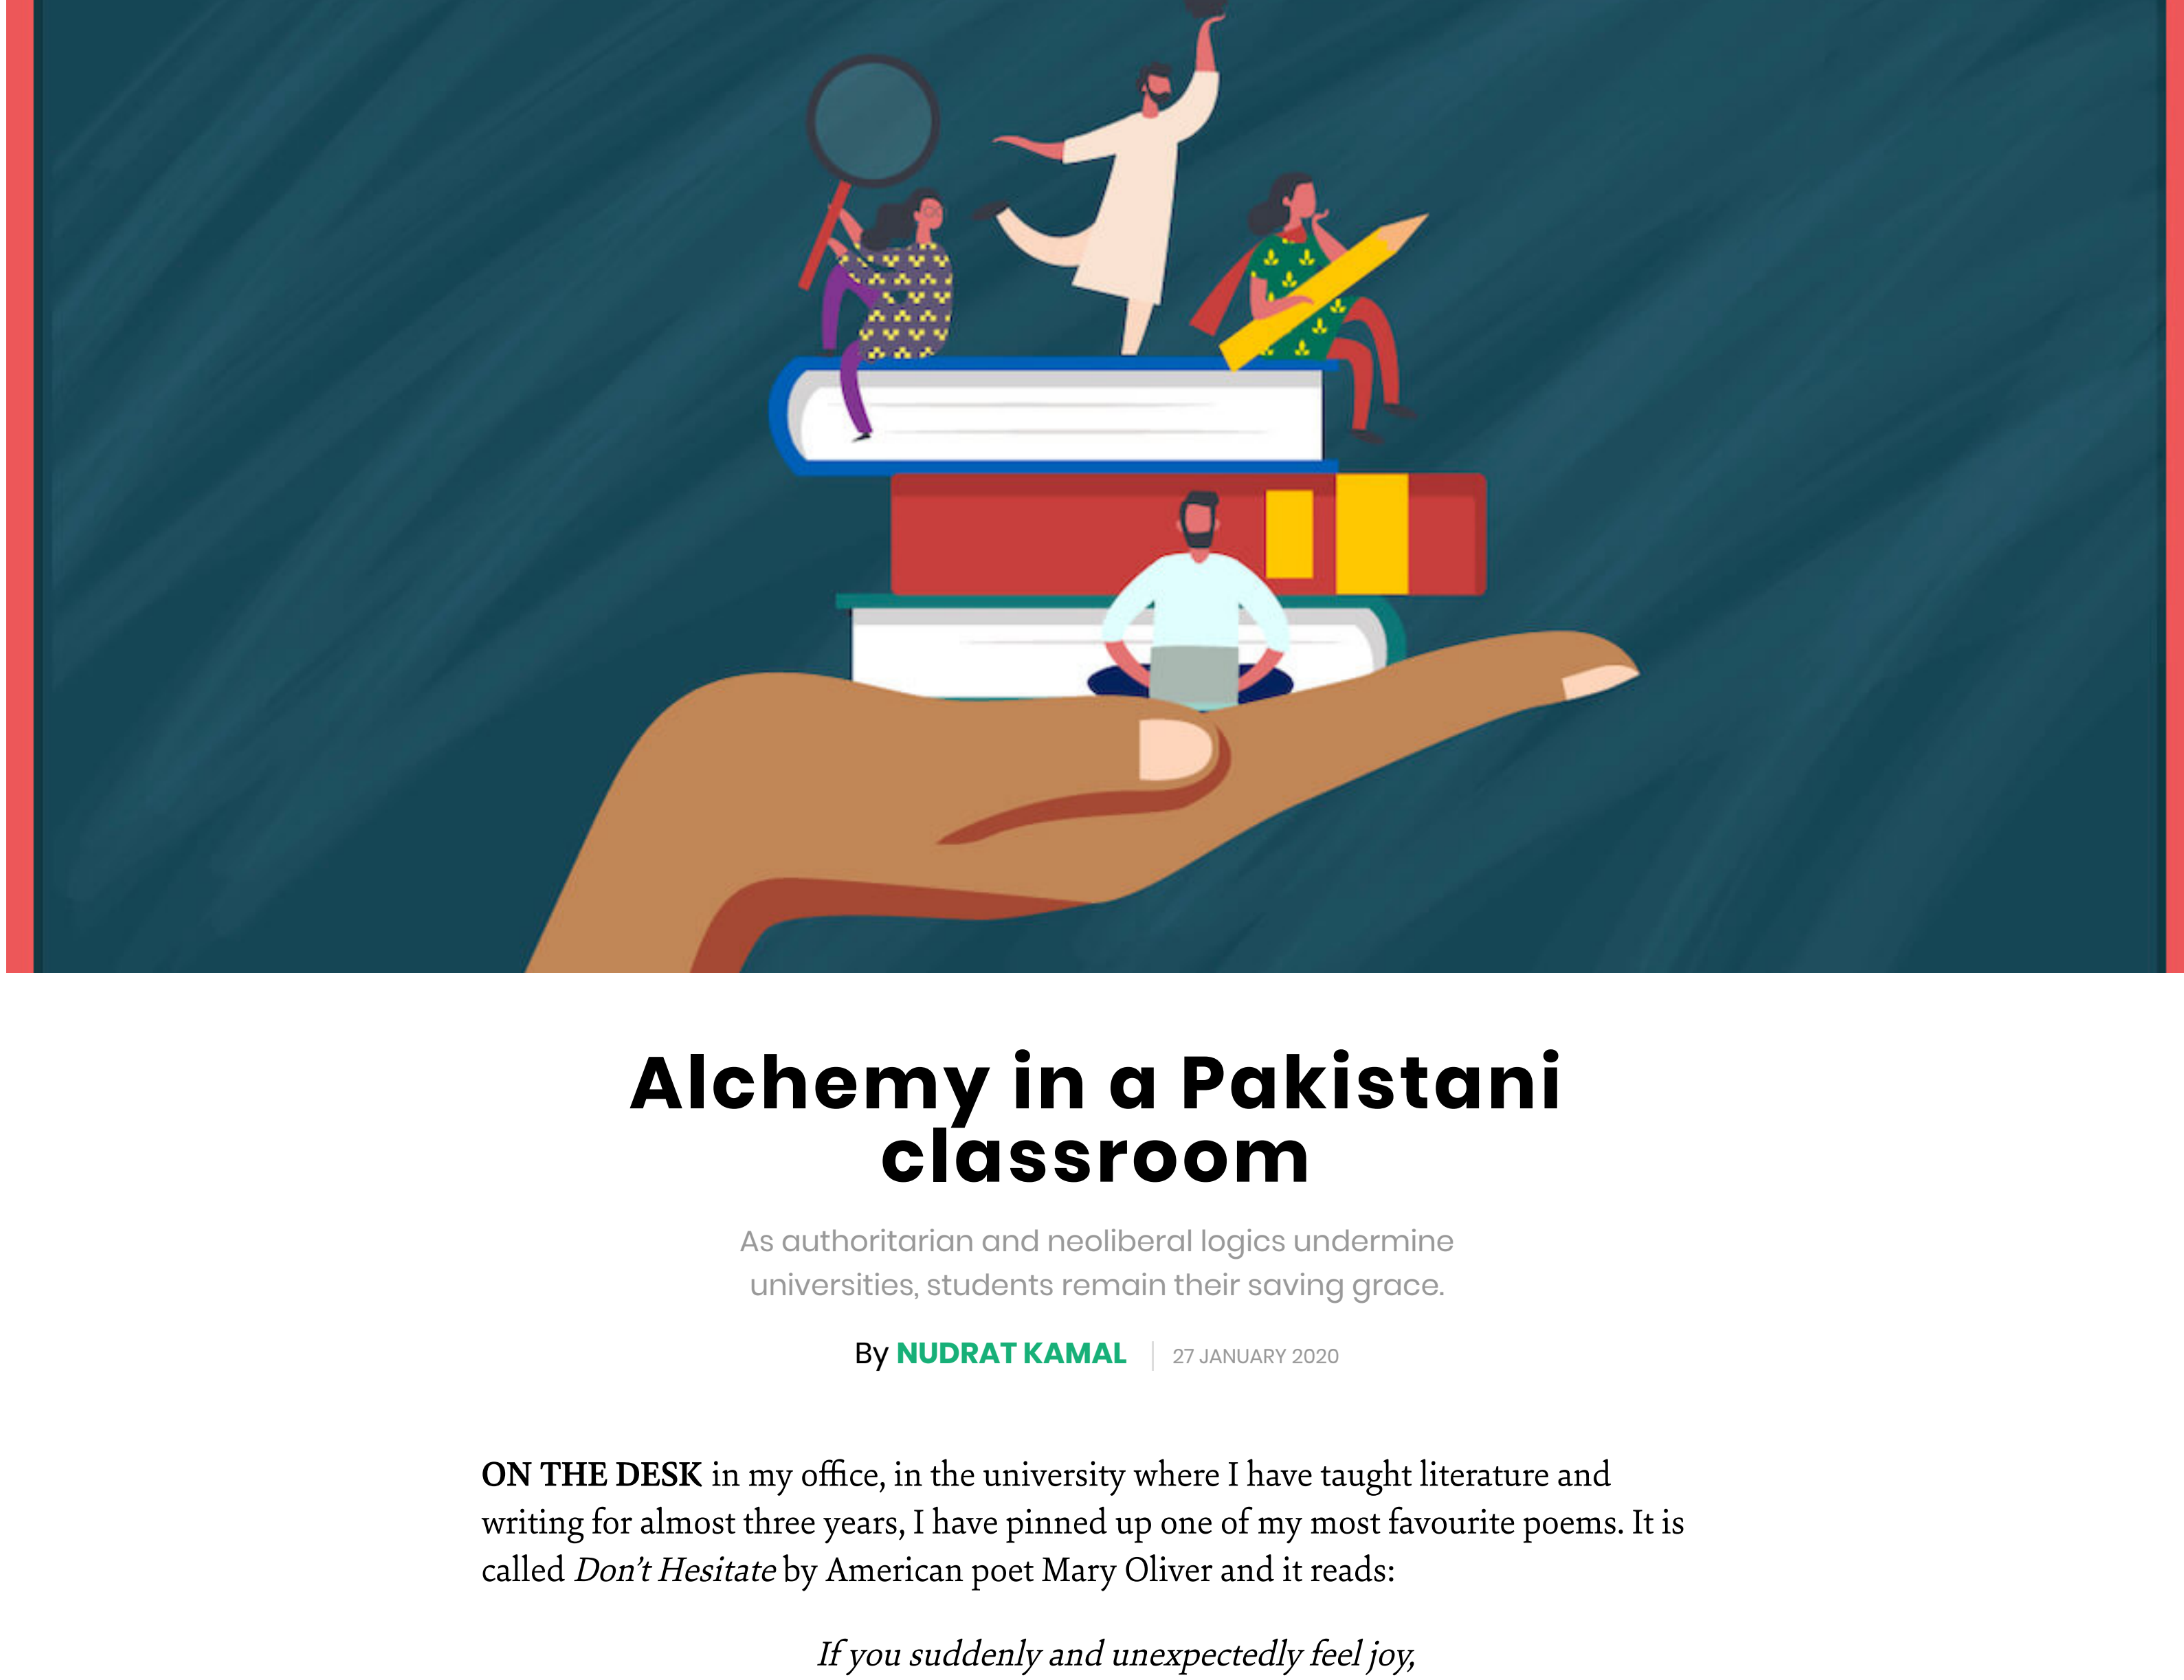 Alchemy in a Pakistani
classroom
As authoritarian and neoliberal logics undermine
universities, students remain their saving grace.
By NUDRAT KAMAL | 27 JANUARY 2020
ON THE DESK in my office, in the university where I have taught literature and
writing for almost three years, I have pinned up one of my most favourite poems. It is
called Don’t Hesitate by American poet Mary Oliver and it reads:
If you suddenly and unexpectedly feel joy,